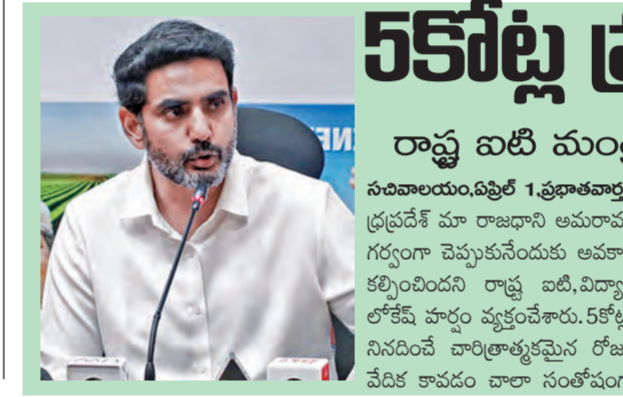 5కోట్ల
రాష్ట్ర ఐటి
సచివాలయం,ఏప్రిల్ 1,ప్రభాతవార్త
ధ్రప్రదేశ్ మా రాజధాని అమరావ
గర్వంగా చెప్పుకునేందుకు అవకా
కల్పించిందని రాష్ట్ర ఐటి,విద్యా
లోకేష్ హర్షం వ్యక్తంచేశారు.5కోట్ల
నినదించే చారిత్రాత్మకమైన రోజు
వేదిక కావడం చాలా సంతోషంగ